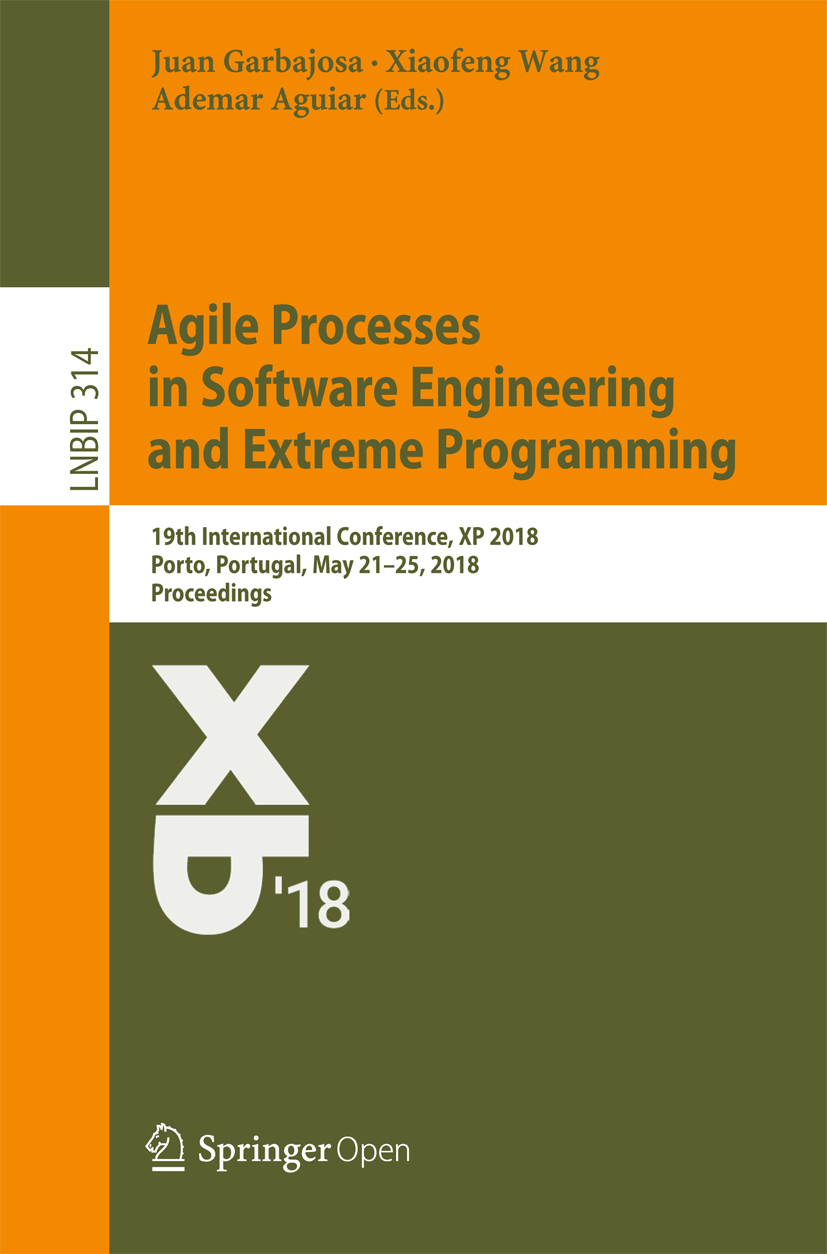 Juan Garbajosa · Xiaofeng Wang
Ademar Aguiar (Eds.)
LNBIP 314
Agile Processes
in Software Engineering
and Extreme Programming
19th International Conference, XP 2018
Porto, Portugal, May 21–25, 2018
Proceedings
xp '18
Springer Open